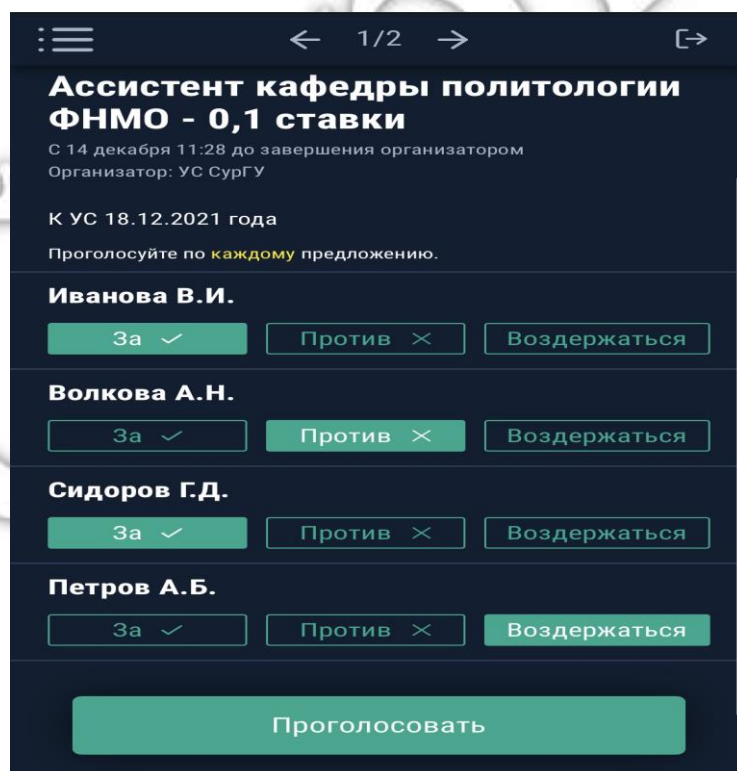 1/2
Ассистент кафедры политологии
ФНМО - 0,1 ставки
С 14 декабря 11:28 до завершения организатором
Организатор: УС СурГУ
К УС 18.12.2021 года
Проголосуйте по каждому предложению.
Иванова В.И.
За Против Воздержаться
Волкова А.Н.
За Против Воздержаться
Сидоров Г.Д.
За Против Воздержаться
Петров А.Б.
За Против Воздержаться
Проголосовать